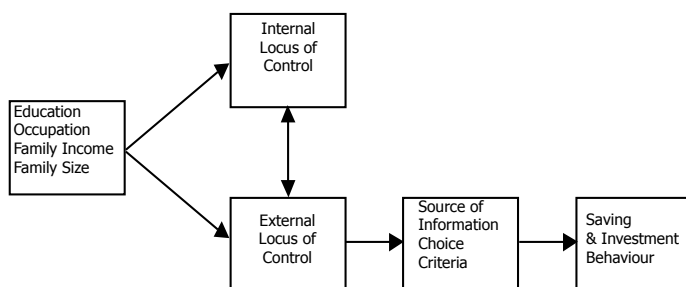 Internal
Locus of
Control
Education
Occupation
Family Income
Family Size
External
Locus of
Control
Source of
Information
Choice
Criteria
Saving
& Investment
Behaviour